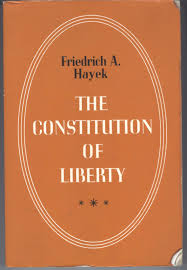 Friedrich A.
Hayek
THE
CONSTITUTION
OF
LIBERTY
* * *